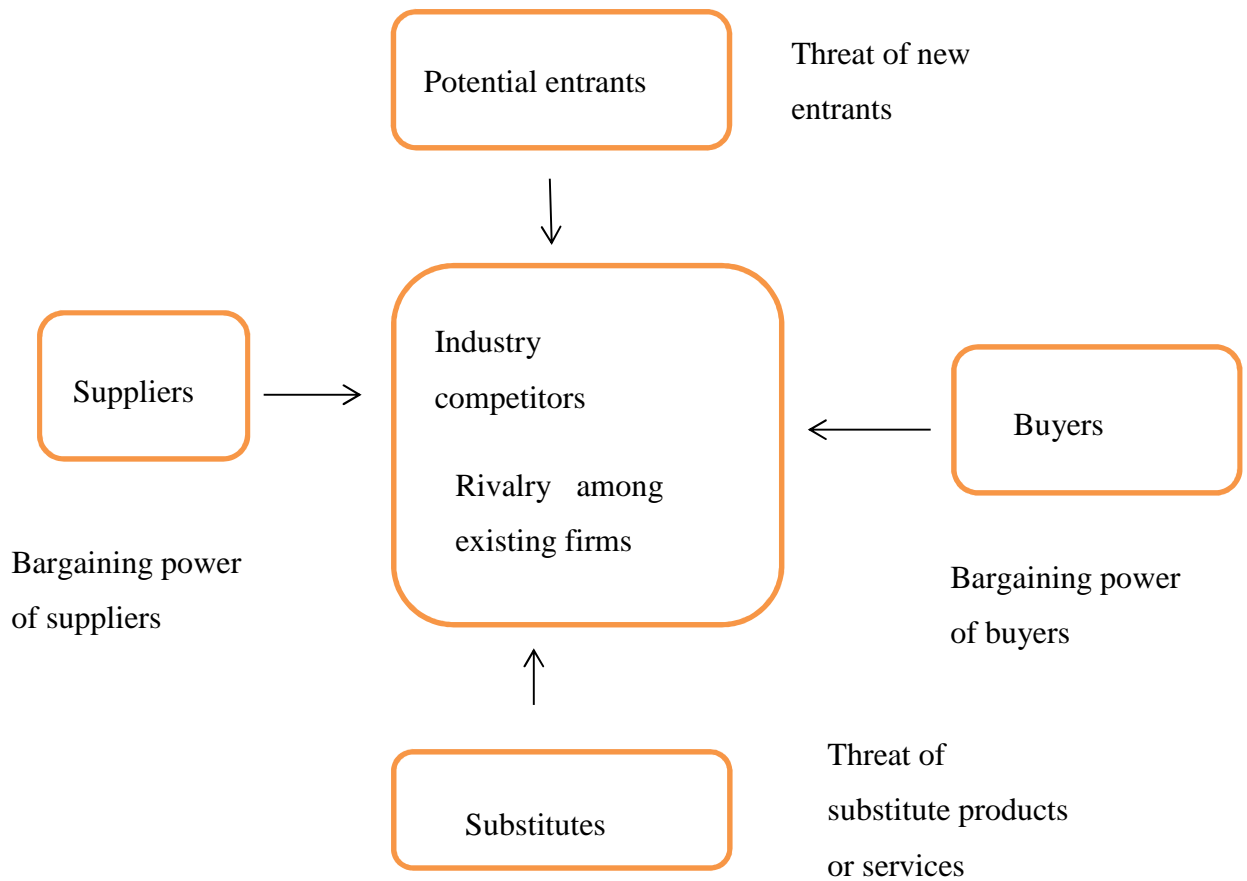 Potential entrants
Threat of new
entrants
Industry
competitors
Rivalry among
existing firms
Suppliers
Bargaining power
of suppliers
Buyers
Bargaining power
of buyers
Substitutes
Threat of
substitute products
or services